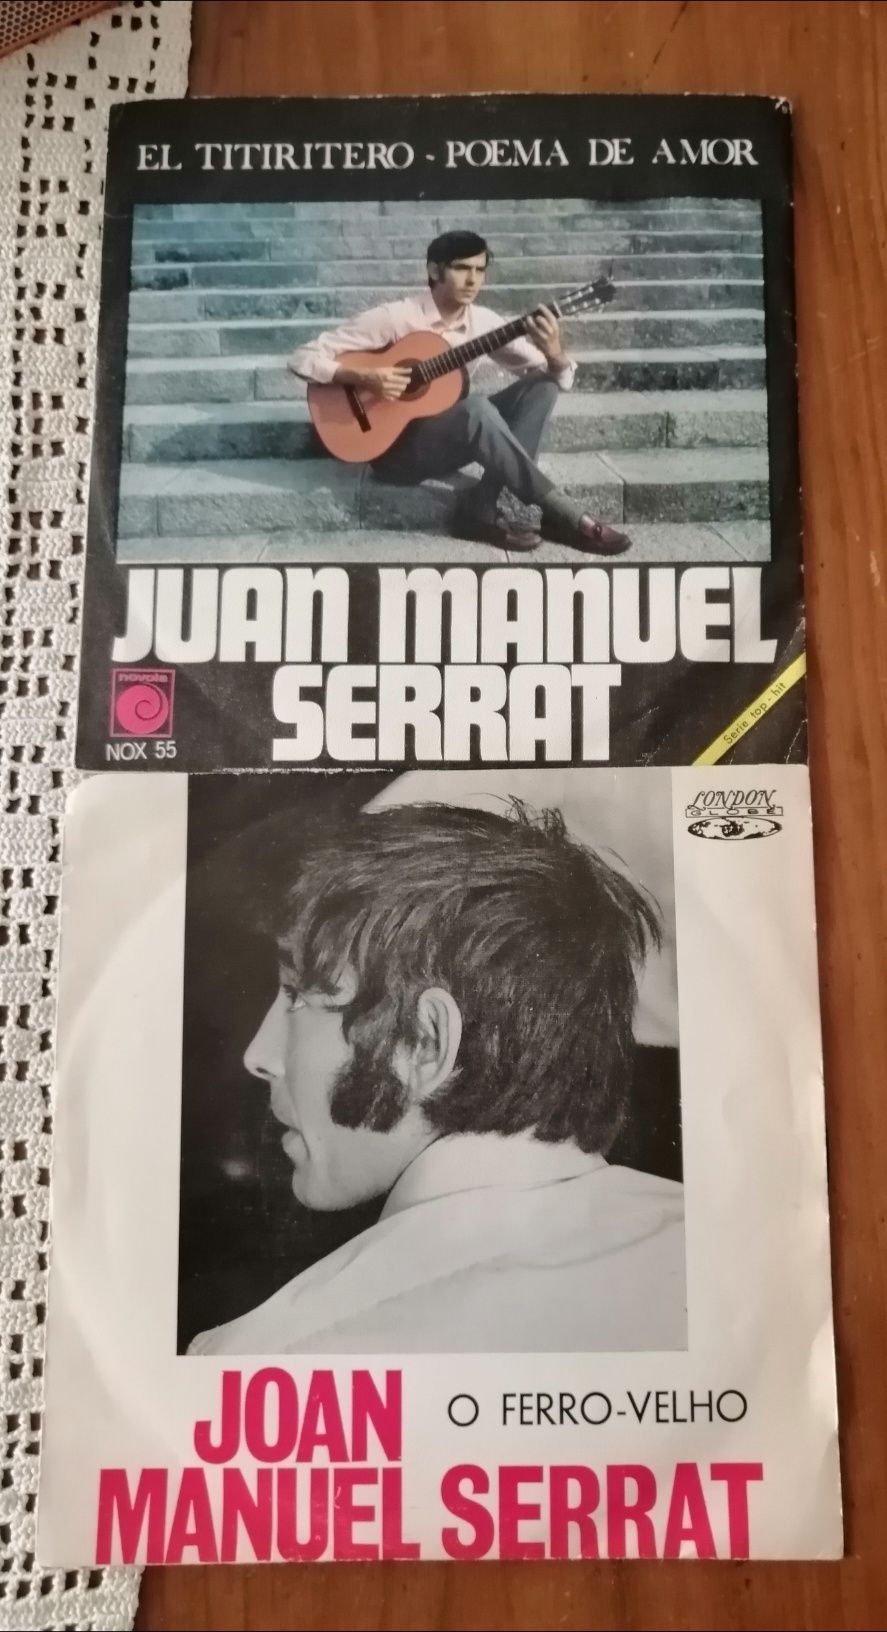 EL TITIRITERO - POEMA DE AMOR
JUAN MANUEL
SERRAT
novola
NOX 55
Serie top - hit
LONDON
GLOBE
JOAN
O FERRO-VELHO
MANUEL SERRAT